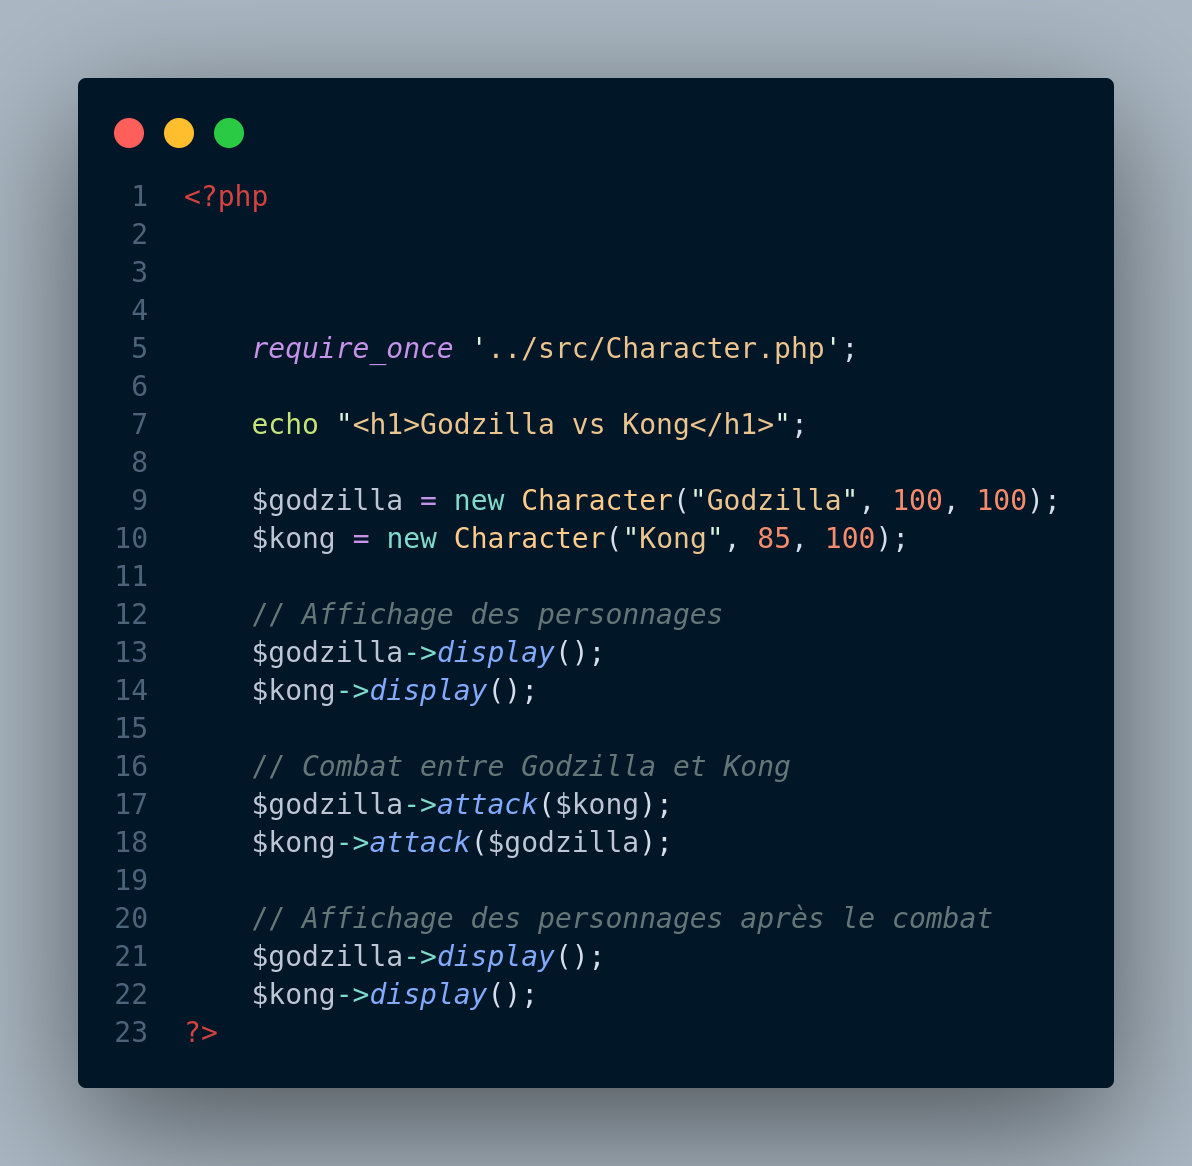 1 <?php
2
3
4
5     require_once '../src/Character.php';
6
7     echo "<h1>Godzilla vs Kong</h1>";
8
9     $godzilla = new Character("Godzilla", 100, 100);
10     $kong = new Character("Kong", 85, 100);
11
12     // Affichage des personnages
13     $godzilla->display();
14     $kong->display();
15
16     // Combat entre Godzilla et Kong
17     $godzilla->attack($kong);
18     $kong->attack($godzilla);
19
20     // Affichage des personnages après le combat
21     $godzilla->display();
22     $kong->display();
23 ?>